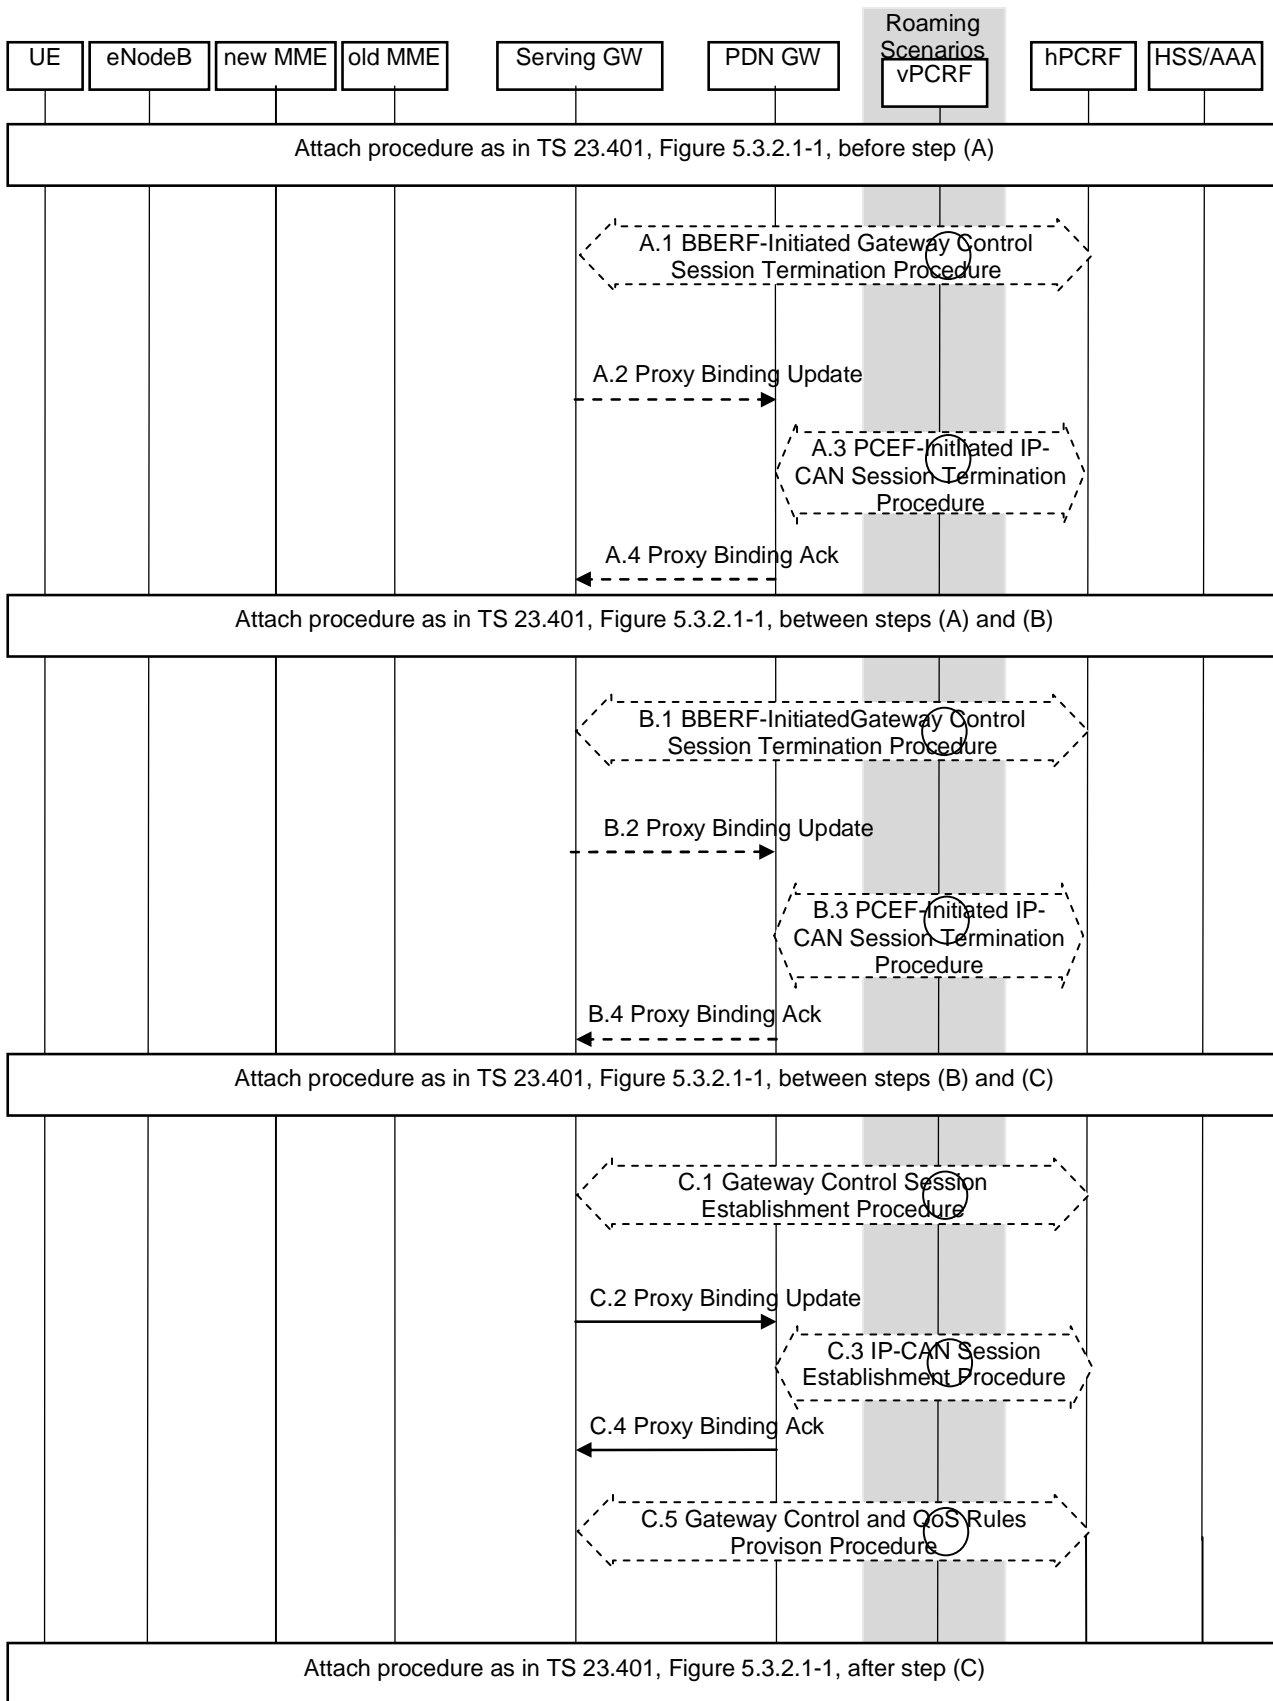 Roaming
Scenarios
UE
eNodeB
new MME
old MME
Serving GW
PDN GW
vPCRF
hPCRF
HSS/AAA
Attach procedure as in TS 23.401, Figure 5.3.2.1-1, before step (A)
A.1 BBERF-Initiated Gateway Control
Session Termination Procedure
A.2 Proxy Binding Update
A.3 PCEF-Initiated IP-
CAN Session Termination
Procedure
A.4 Proxy Binding Ack
Attach procedure as in TS 23.401, Figure 5.3.2.1-1, between steps (A) and (B)
B.1 BBERF-InitiatedGateway Control
Session Termination Procedure
B.2 Proxy Binding Update
B.3 PCEF-Initiated IP-
CAN Session Termination
Procedure
B.4 Proxy Binding Ack
Attach procedure as in TS 23.401, Figure 5.3.2.1-1, between steps (B) and (C)
C.1 Gateway Control Session
Establishment Procedure
C.2 Proxy Binding Update
C.3 IP-CAN Session
Establishment Procedure
C.4 Proxy Binding Ack
C.5 Gateway Control and QoS Rules
Provison Procedure
Attach procedure as in TS 23.401, Figure 5.3.2.1-1, after step (C)